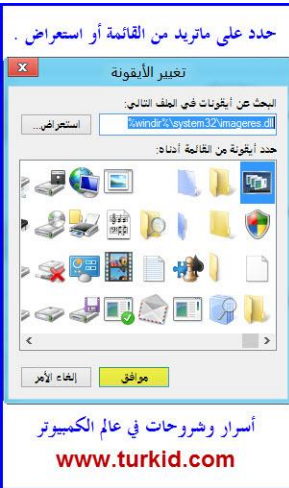 حدد على ماتريد من القائمة أو استعراض .
تغيير الأيقونة
x
البحث عن أيقونات في الملف التالي:
%windir%\system32\imageres.dll
استعراض...
حدد أيقونة من القائمة أدناه:
موافق
إلغاء الأمر
أسرار وشروحات في عالم الكمبيوتر
www.turkid.com